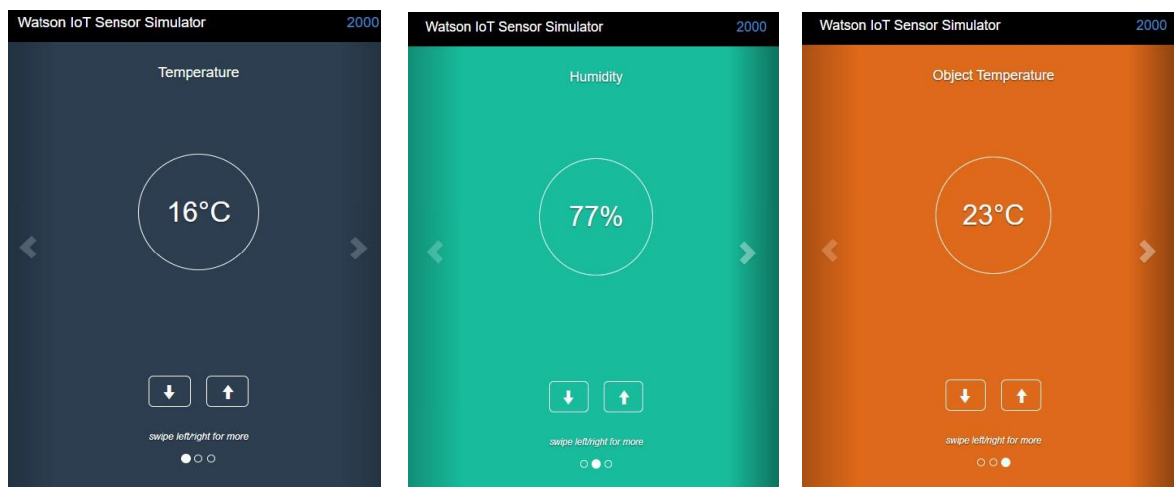 Watson IoT Sensor Simulator 2000
Temperature
16°C
swipe left/right for more
Watson IoT Sensor Simulator 2000
Humidity
77%
swipe left/right for more
Watson IoT Sensor Simulator 2000
Object Temperature
23°C
swipe left/right for more